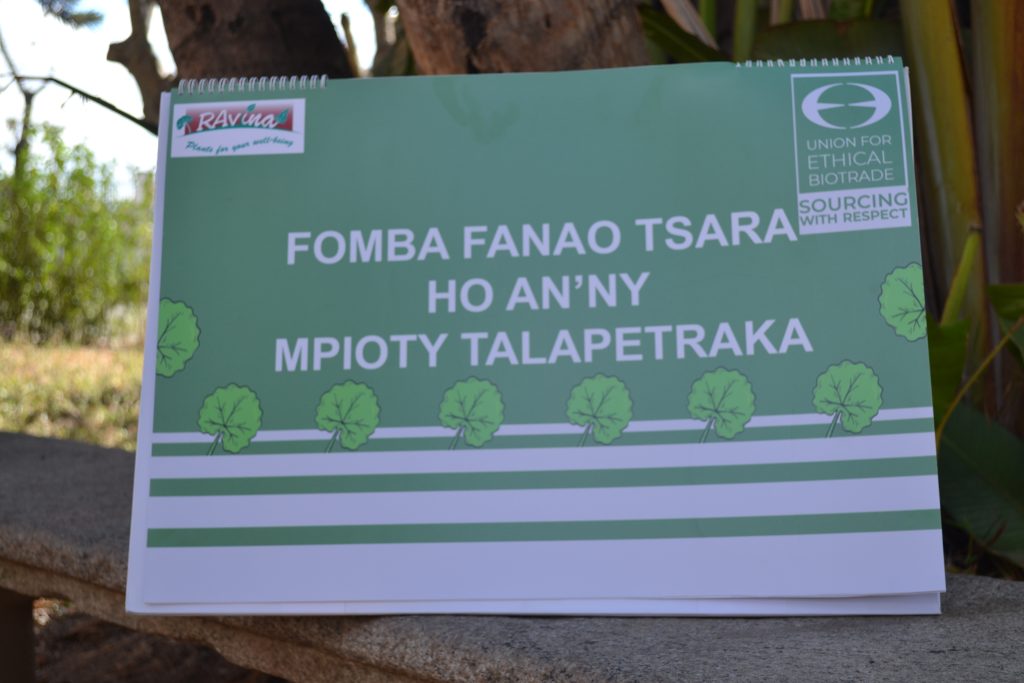 RAvina
Plants for your well-being
UNION FOR
ETHICAL
BIOTRADE
SOURCING
WITH RESPECT
FOMBA FANAO TSARA
HO AN'NY
MPIOTY TALAPETRAKA